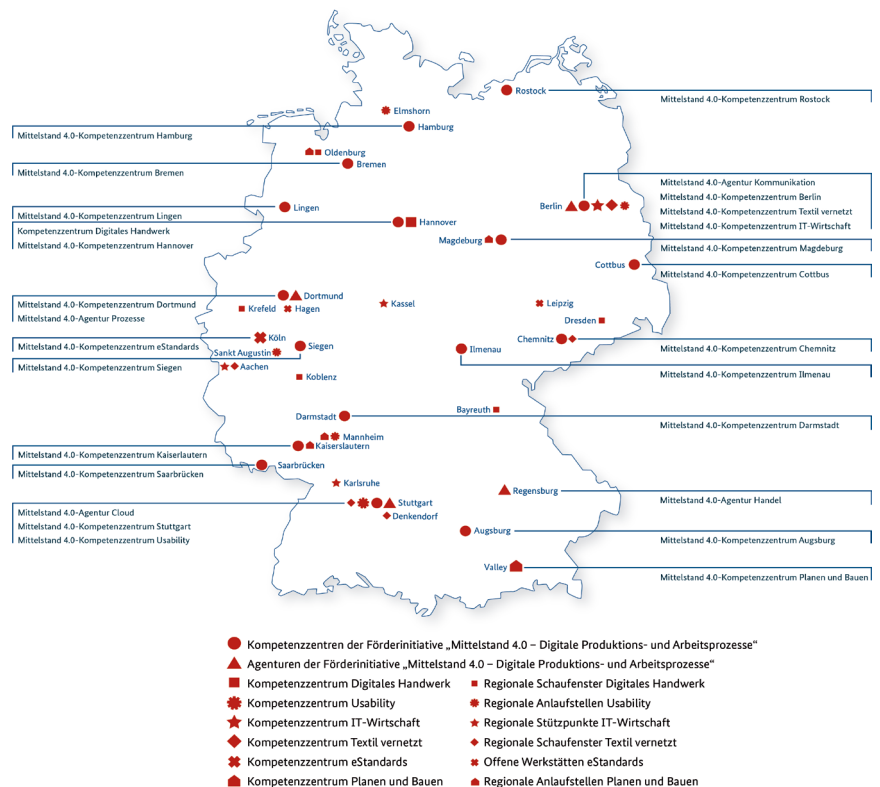 Rostock
Mittelstand 4.0-Kompetenzzentrum Rostock
Elmshorn
Hamburg
Mittelstand 4.0-Kompetenzzentrum Hamburg
Oldenburg
Bremen
Mittelstand 4.0-Kompetenzzentrum Bremen
Mittelstand 4.0-Agentur Kommunikation
Mittelstand 4.0-Kompetenzzentrum Berlin
Mittelstand 4.0-Kompetenzzentrum Textil vernetzt
Mittelstand 4.0-Kompetenzzentrum IT-Wirtschaft
Lingen
Berlin
Mittelstand 4.0-Kompetenzzentrum Lingen
Hannover
Kompetenzzentrum Digitales Handwerk
Mittelstand 4.0-Kompetenzzentrum Hannover
Magdeburg
Mittelstand 4.0-Kompetenzzentrum Magdeburg
Cottbus
Mittelstand 4.0-Kompetenzzentrum Cottbus
Dortmund
Mittelstand 4.0-Kompetenzzentrum Dortmund
Mittelstand 4.0-Agentur Prozesse
Krefeld
Hagen
Kassel
Leipzig
Dresden
Köln
Mittelstand 4.0-Kompetenzzentrum eStandards
Siegen
Chemnitz
Mittelstand 4.0-Kompetenzzentrum Chemnitz
Sankt Augustin
Ilmenau
Aachen
Mittelstand 4.0-Kompetenzzentrum Siegen
Mittelstand 4.0-Kompetenzzentrum Ilmenau
Koblenz
Bayreuth
Darmstadt
Mittelstand 4.0-Kompetenzzentrum Darmstadt
Mannheim
Kaiserslautern
Mittelstand 4.0-Kompetenzzentrum Kaiserlautern
Saarbrücken
Mittelstand 4.0-Kompetenzzentrum Saarbrücken
Karlsruhe
Regensburg
Mittelstand 4.0-Agentur Handel
Stuttgart
Denkendorf
Mittelstand 4.0-Agentur Cloud
Mittelstand 4.0-Kompetenzzentrum Stuttgart
Mittelstand 4.0-Kompetenzzentrum Usability
Augsburg
Mittelstand 4.0-Kompetenzzentrum Augsburg
Valley
Mittelstand 4.0-Kompetenzzentrum Planen und Bauen
Kompetenzzentren der Förderinitiative „Mittelstand 4.0 – Digitale Produktions- und Arbeitsprozesse“
Agenturen der Förderinitiative „Mittelstand 4.0 – Digitale Produktions- und Arbeitsprozesse“
Kompetenzzentrum Digitales Handwerk
Regionale Schaufenster Digitales Handwerk
Kompetenzzentrum Usability
Regionale Anlaufstellen Usability
Kompetenzzentrum IT-Wirtschaft
Regionale Stützpunkte IT-Wirtschaft
Kompetenzzentrum Textil vernetzt
Regionale Schaufenster Textil vernetzt
Kompetenzzentrum eStandards
Offene Werkstätten eStandards
Kompetenzzentrum Planen und Bauen
Regionale Anlaufstellen Planen und Bauen